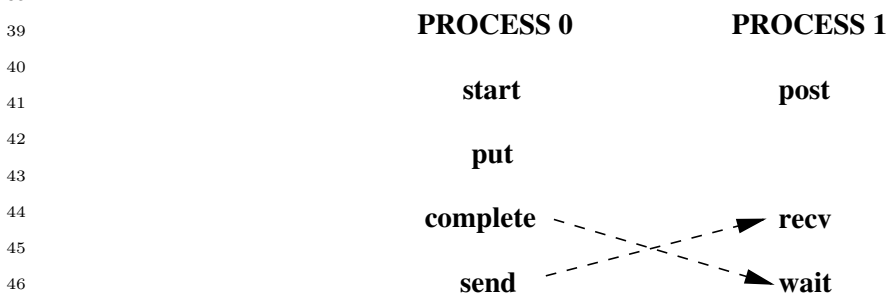 39 PROCESS 0 PROCESS 1
40
41 start post
42
43 put
44 complete recv
45
46 send wait